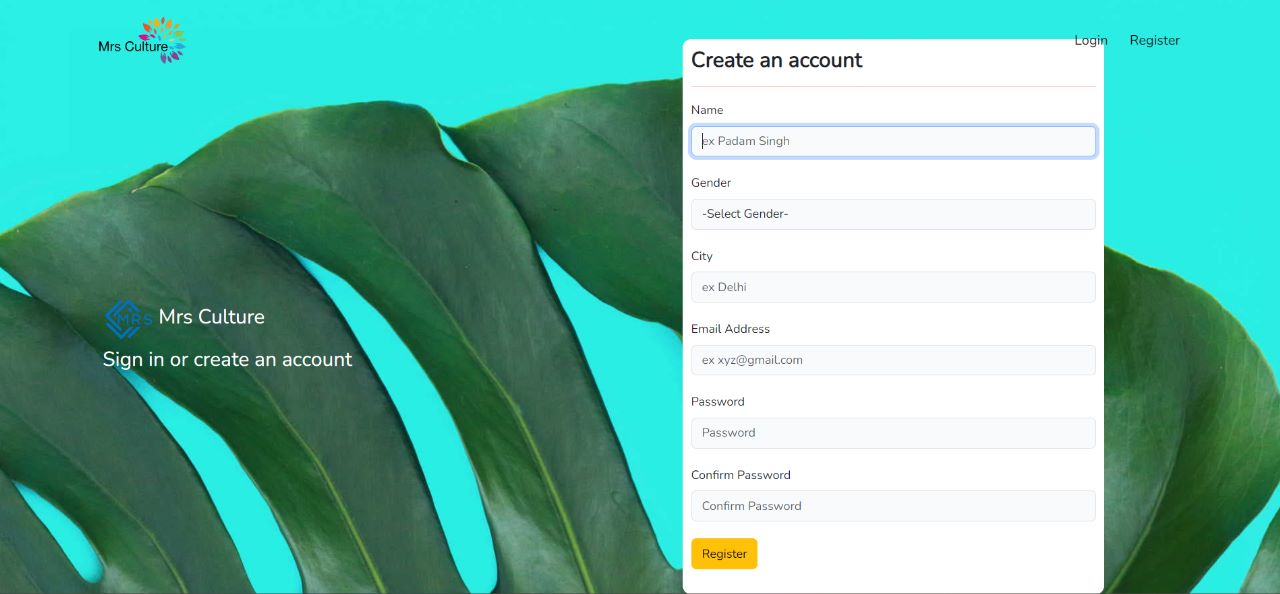 Mrs Culture
Login Register
Create an account
Name
ex Padam Singh
Gender
-Select Gender-
City
ex Delhi
MRS Mrs Culture
Sign in or create an account
Email Address
ex xyz@gmail.com
Password
Password
Confirm Password
Confirm Password
Register